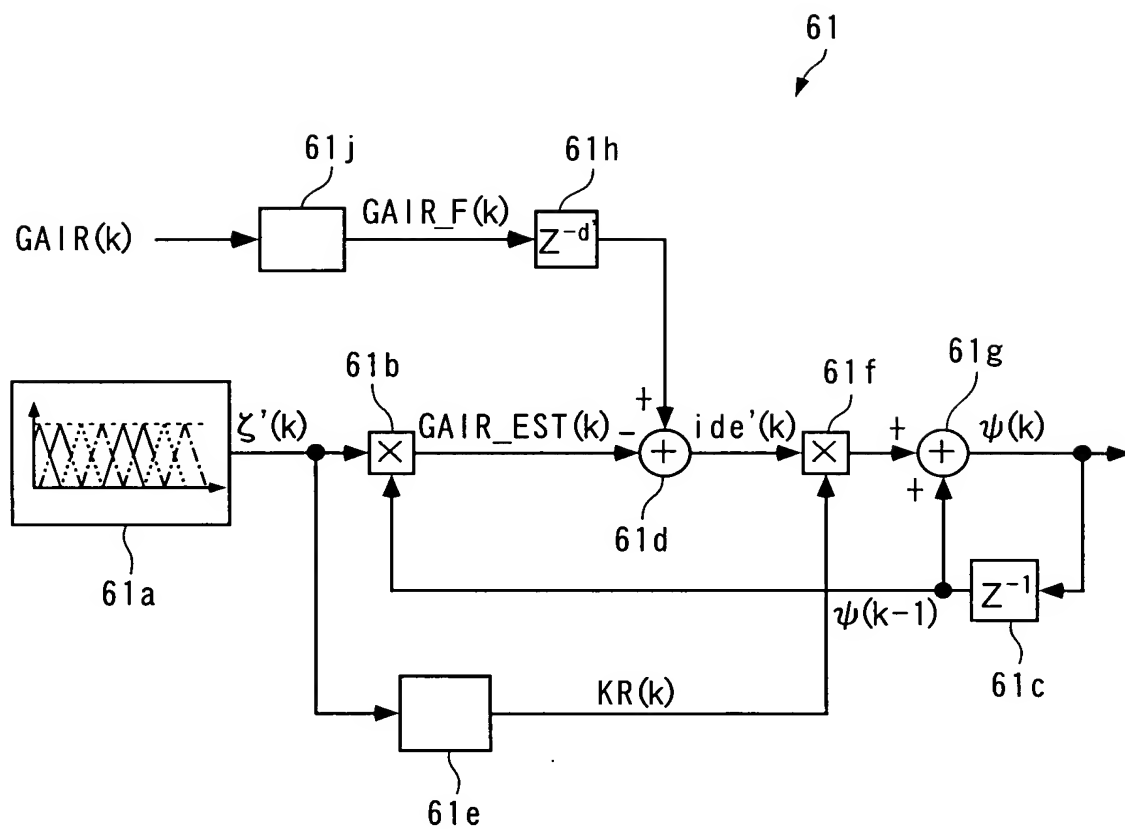 61
61j
61h
GAIR(k)
GAIR_F(k)
Z⁻ᵈ'
61b
61f
61g
ζ'(k)
×
GAIR_EST(k)
−
+
+
ide'(k)
×
+
+
+
ψ(k)
61d
61a
ψ(k-1)
Z⁻¹
61c
KR(k)
61e